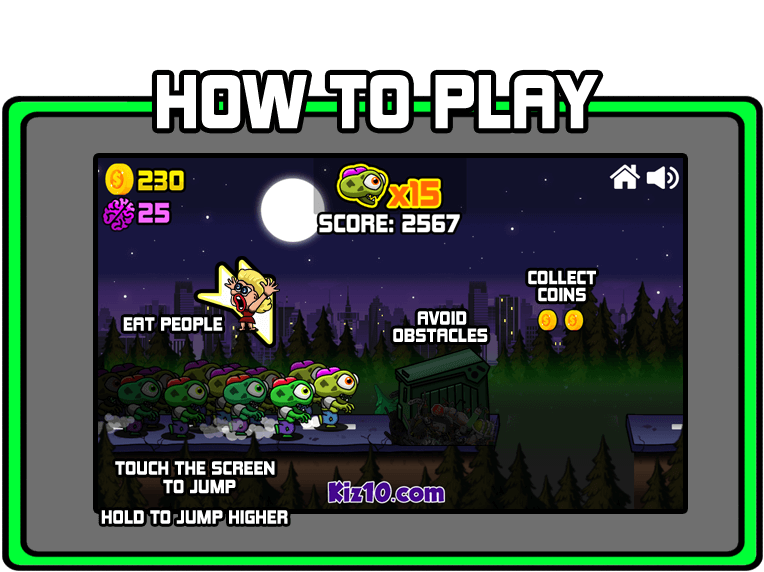 HOW TO PLAY
230
25
x15
SCORE: 2567
COLLECT
COINS
EAT PEOPLE
AVOID
OBSTACLES
TOUCH THE SCREEN
TO JUMP
Kiz10.com
HOLD TO JUMP HIGHER